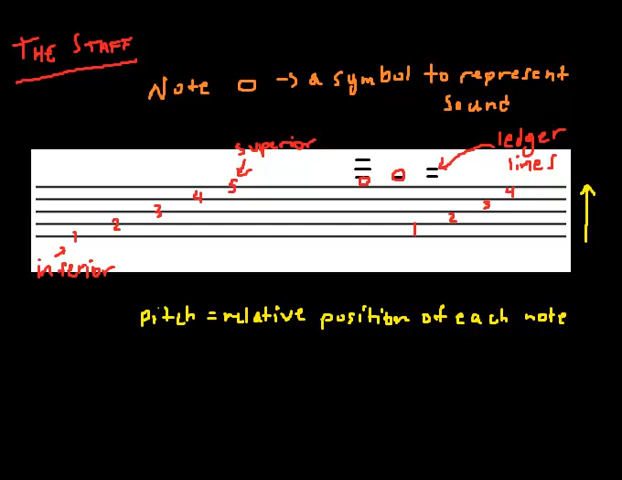 THE STAFF
Note → a symbol to represent
sound
superior
ledger
lines
5
4
3
2
1
4
3
2
1
inferior
pitch = relative position of each note